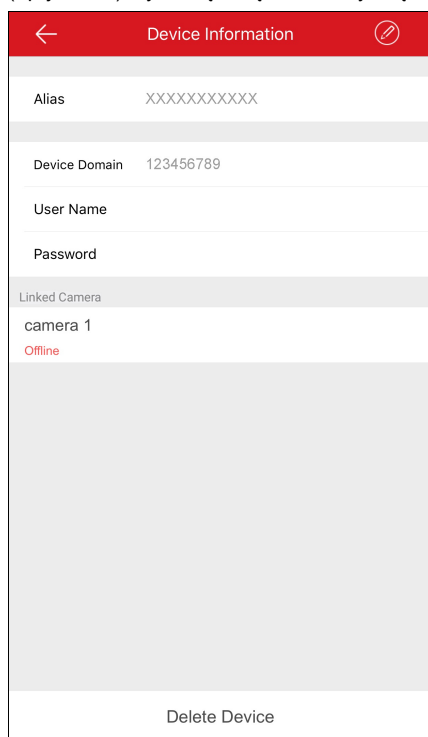 Device Information
Alias XXXXXXXXXXX
Device Domain 123456789
User Name
Password
Linked Camera
camera 1
Offline
Delete Device